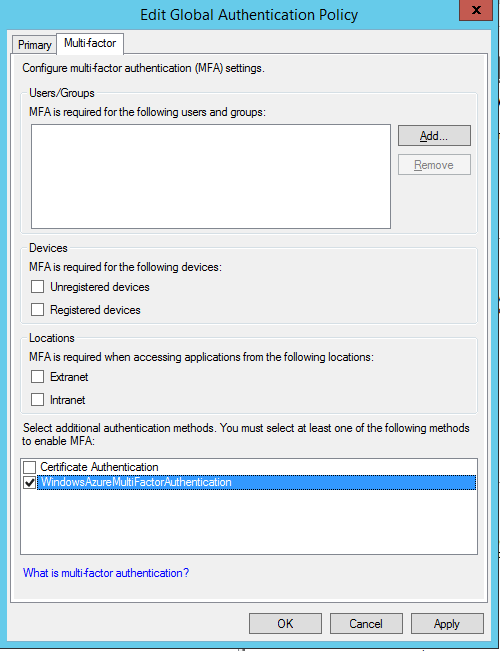 Edit Global Authentication Policy
x
Primary
Multi-factor
Configure multi-factor authentication (MFA) settings.
Users/Groups
MFA is required for the following users and groups:
Add...
Remove
Devices
MFA is required for the following devices:
Unregistered devices
Registered devices
Locations
MFA is required when accessing applications from the following locations:
Extranet
Intranet
Select additional authentication methods. You must select at least one of the following methods
to enable MFA:
Certificate Authentication
WindowsAzureMultiFactorAuthentication
What is multi-factor authentication?
OK
Cancel
Apply